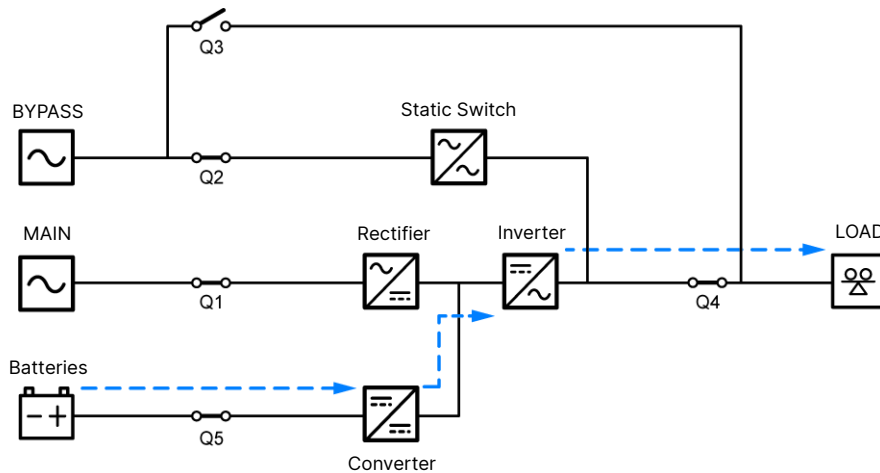 Q3
BYPASS
Static Switch
Q2
MAIN
Rectifier
Inverter
LOAD
Q1
Q4
Batteries
Q5
Converter